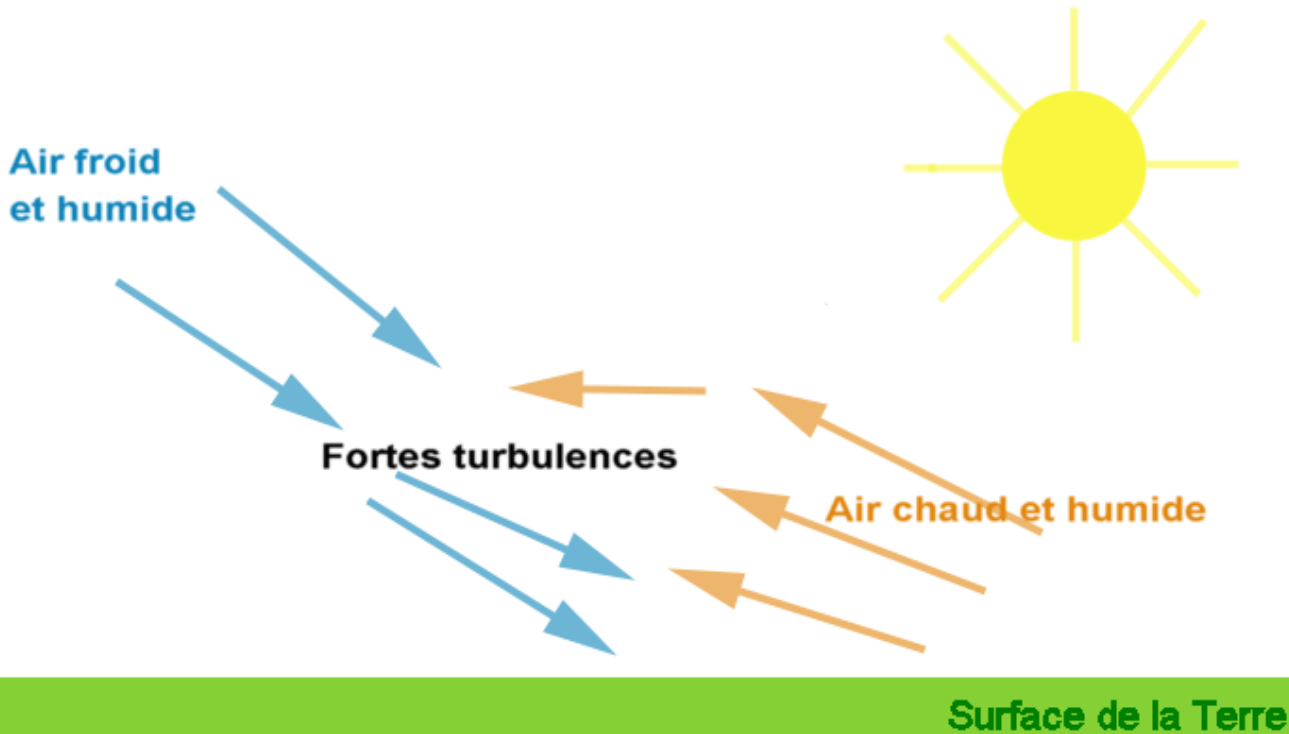 Air froid
et humide
Fortes turbulences
Air chaud et humide
Surface de la Terre